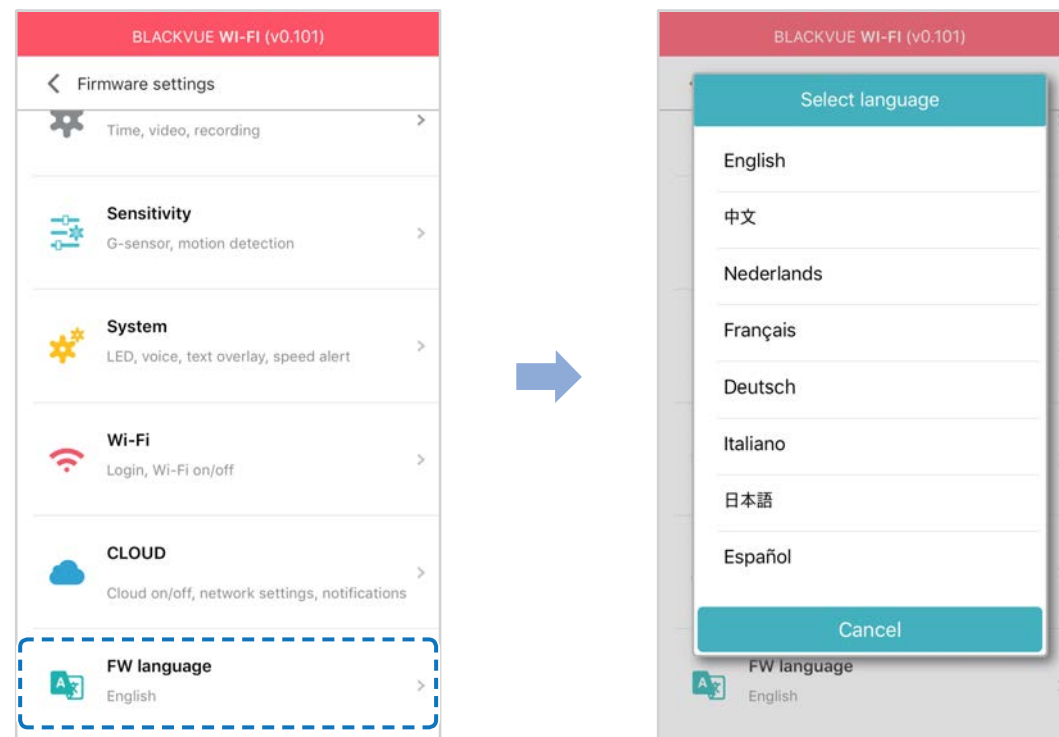 BLACKVUE WI-FI (v0.101)
Firmware settings
Time, video, recording
Sensitivity
G-sensor, motion detection
System
LED, voice, text overlay, speed alert
Wi-Fi
Login, Wi-Fi on/off
CLOUD
Cloud on/off, network settings, notifications
FW language
English
BLACKVUE WI-FI (v0.101)
Select language
English
中文
Nederlands
Français
Deutsch
Italiano
日本語
Español
Cancel
FW language
English